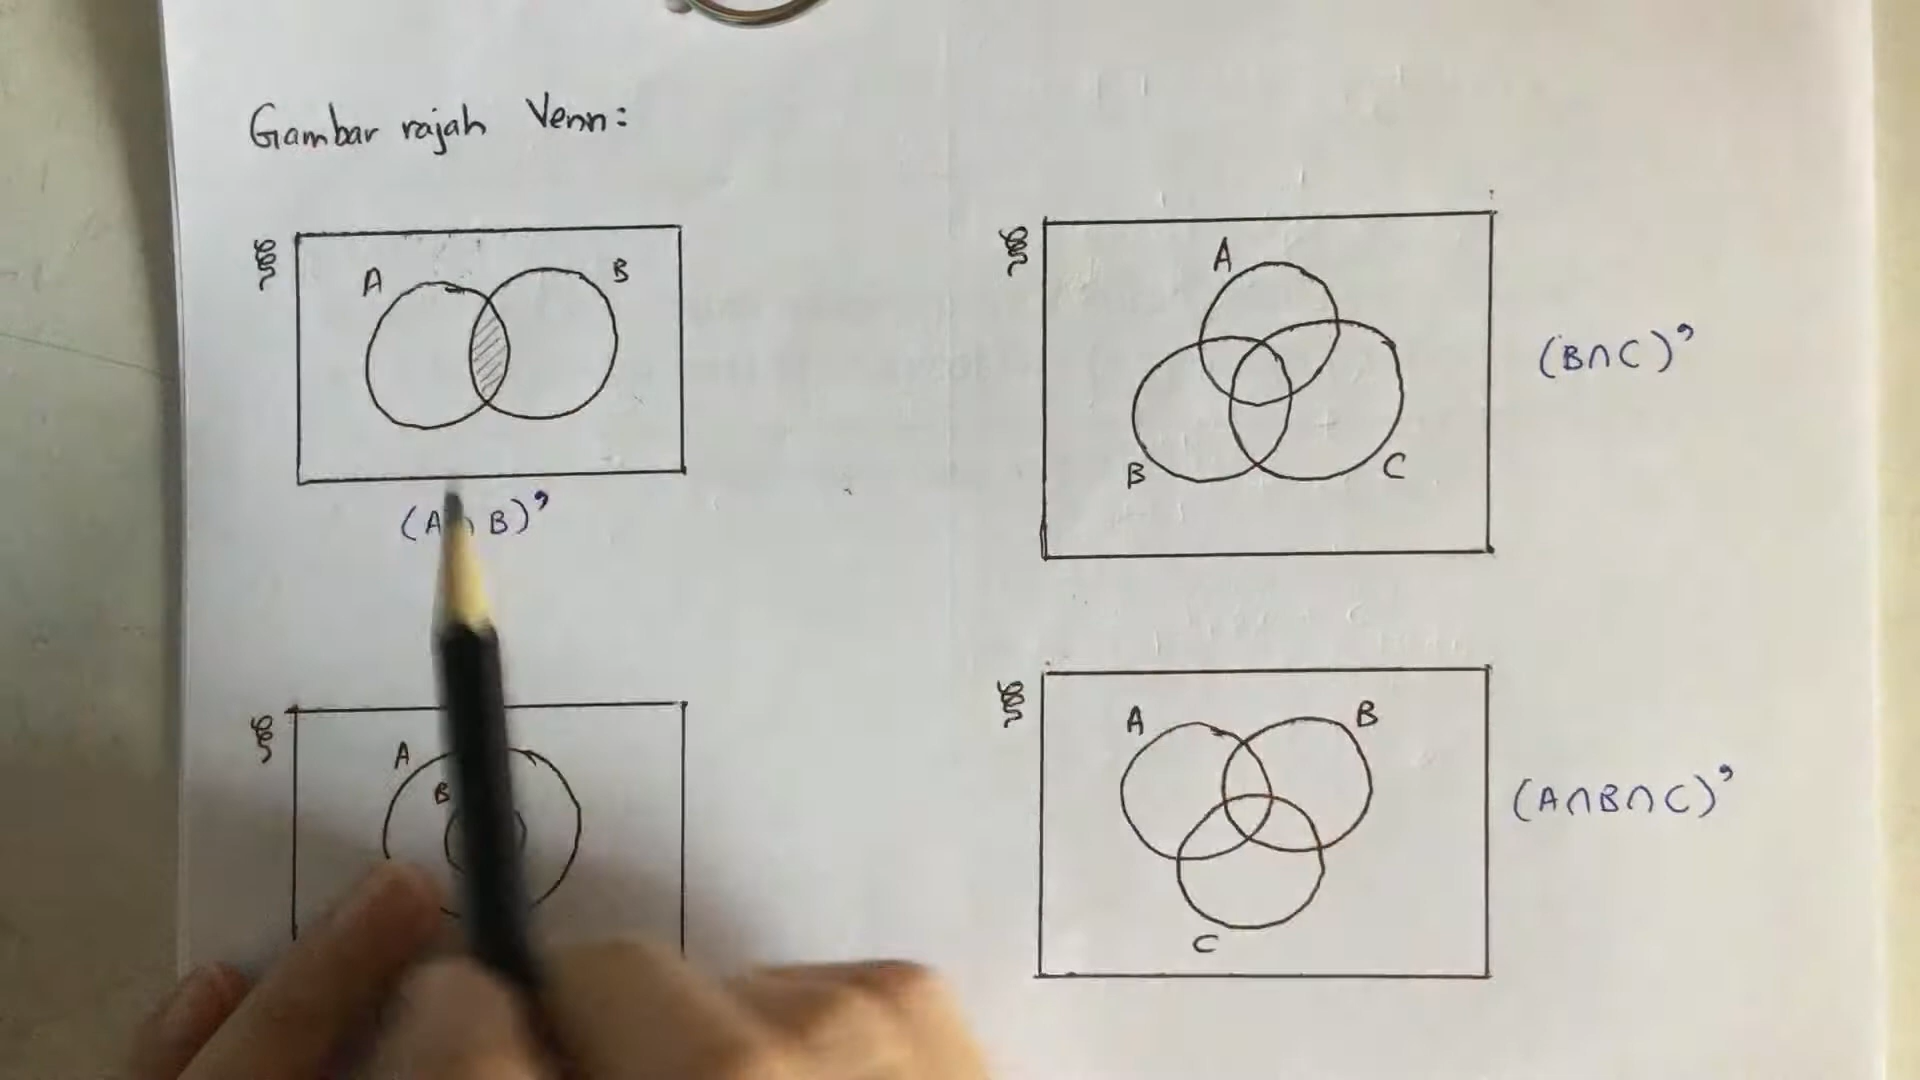 Gambar rajah Venn:
ξ
A
B
(A∩B)'
ξ
A
B
C
(B∩C)'
ξ
A
B
ξ
A
B
C
(A∩B∩C)'